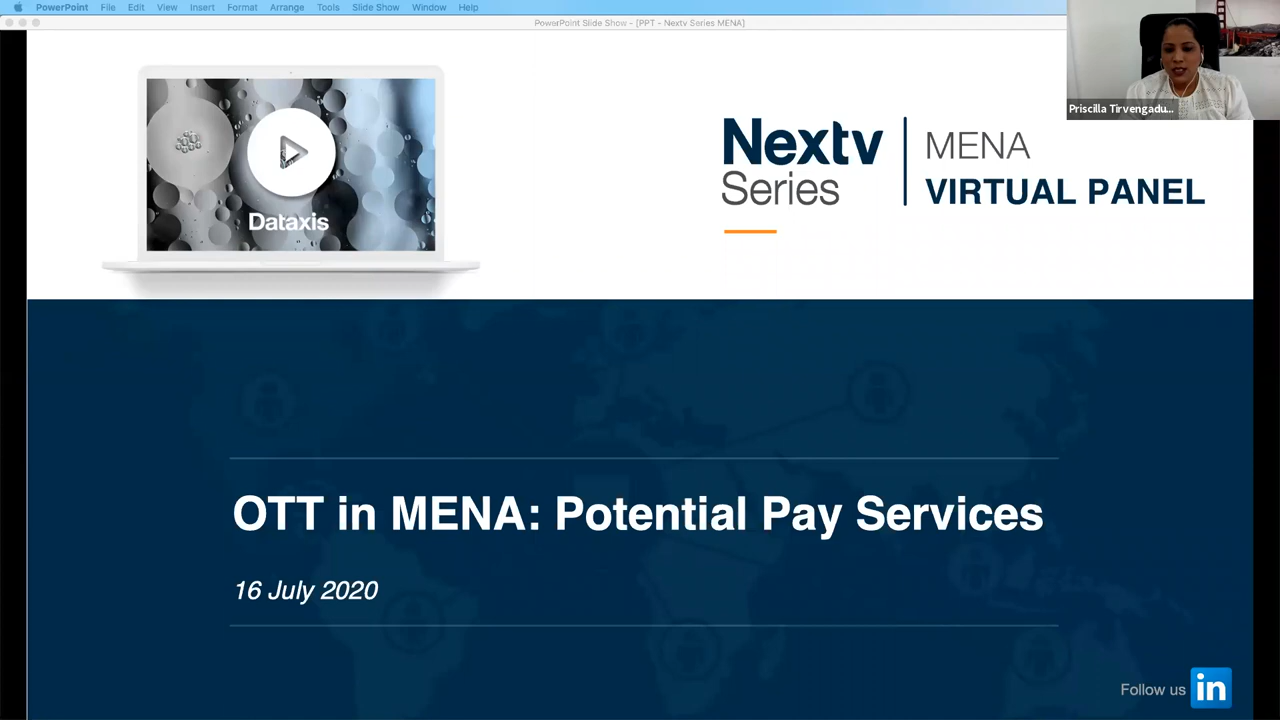 PowerPoint File Edit View Insert Format Arrange Tools Slide Show Window Help
PowerPoint Slide Show - [PPT - Nextv Series MENA]
Priscilla Tirvengadu...
Nextv
Series
MENA
VIRTUAL PANEL
Dataxis
OTT in MENA: Potential Pay Services
16 July 2020
Follow us in